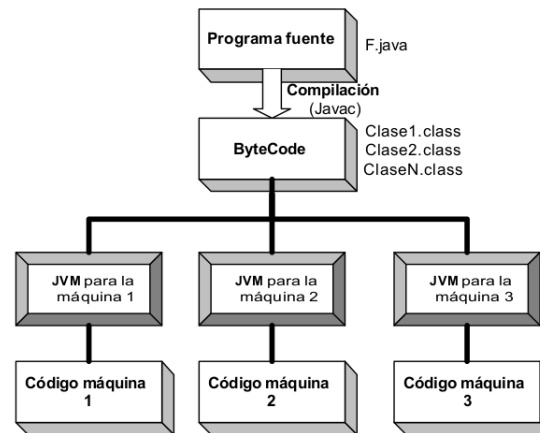 Programa fuente
F.java
Compilación
(Javac)
ByteCode
Clase1.class
Clase2.class
ClaseN.class
JVM para la
máquina 1
JVM para la
máquina 2
JVM para la
máquina 3
Código máquina
1
Código máquina
2
Código máquina
3